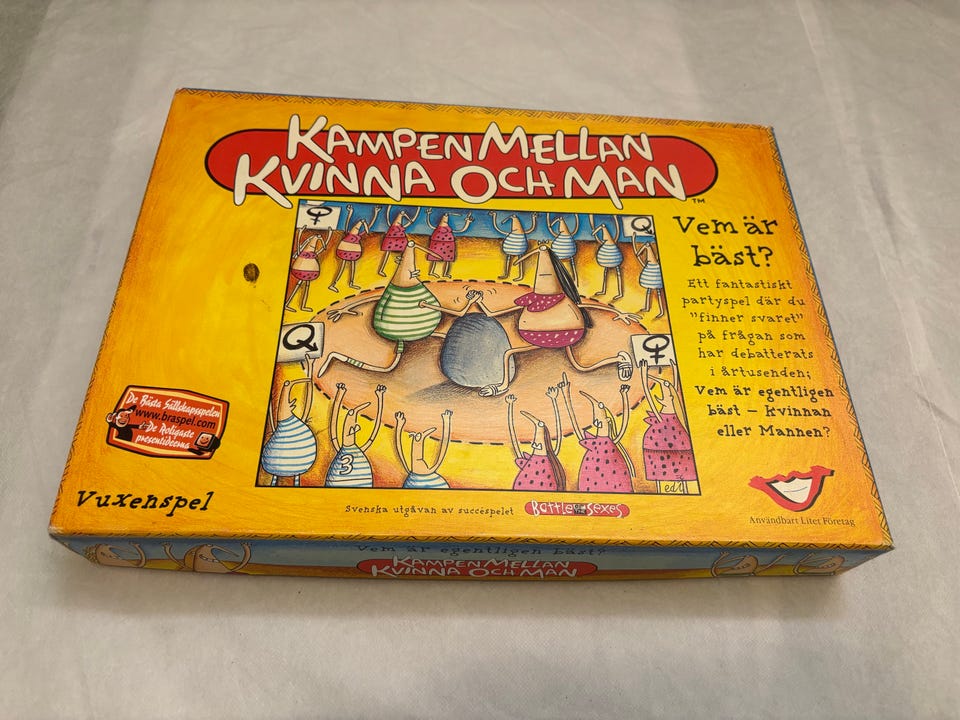 KAMPEN MELLAN
KVINNA OCH MAN™
Vem är
bäst?
Ett fantastiskt
partyspel där du
"finner svaret"
på frågan som
har debatterats
i årtusenden;
Vem är egentligen
bäst – kvinnan
eller Mannen?
3
De Bästa Sällskapsspelen
www.braspel.com
De Roligaste
presentidéerna
Vuxenspel
Svenska utgåvan av succéspelet Battle of the Sexes
Användbart Litet Företag
Vem är egentligen bäst?
KAMPEN MELLAN
KVINNA OCH MAN